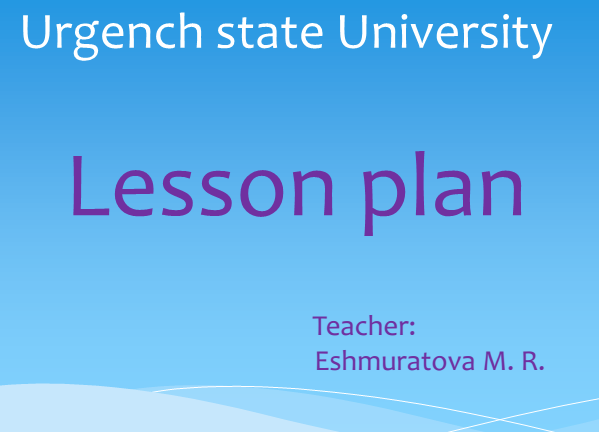 Urgench state University
Lesson plan
Teacher:
Eshmuratova M. R.